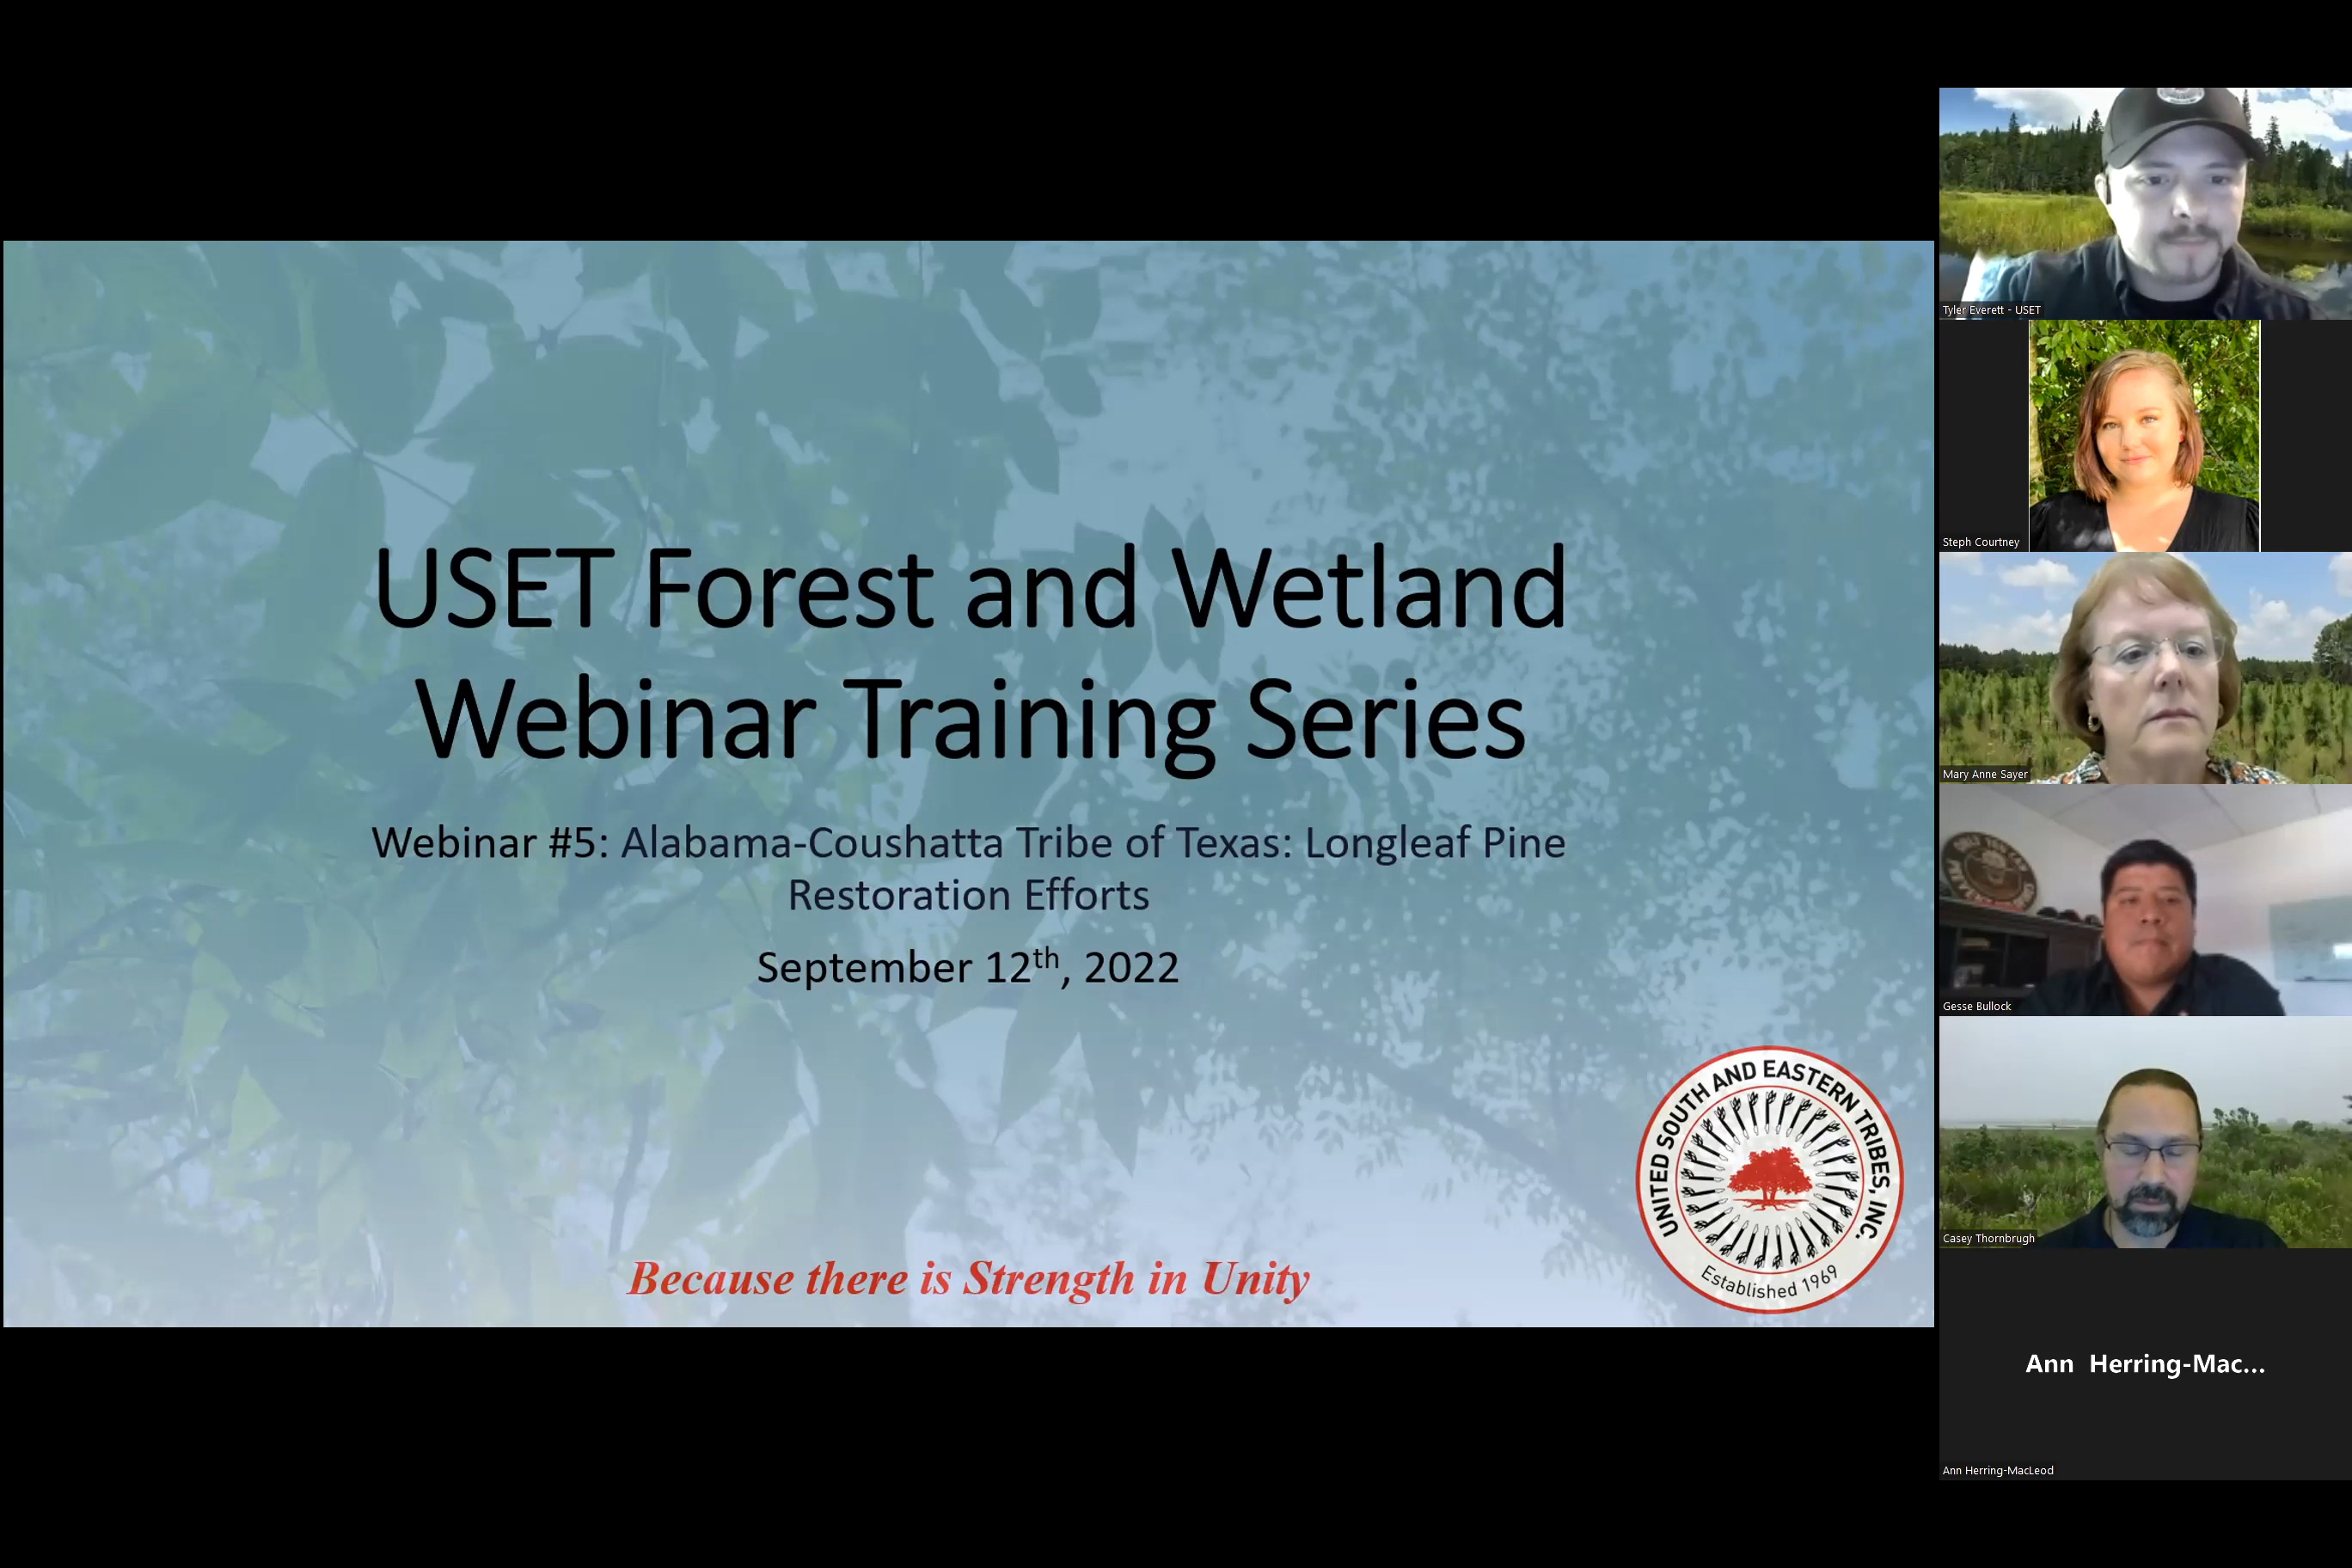 USET Forest and Wetland
Webinar Training Series
Webinar #5: Alabama-Coushatta Tribe of Texas: Longleaf Pine
Restoration Efforts
September 12th, 2022
Because there is Strength in Unity
UNITED SOUTH AND EASTERN TRIBES, INC.
Established 1969
Tyler Everett - USET
Steph Courtney
Mary Anne Sayer
Gesse Bullock
Casey Thornbrugh
Ann Herring-Mac...
Ann Herring-MacLeod